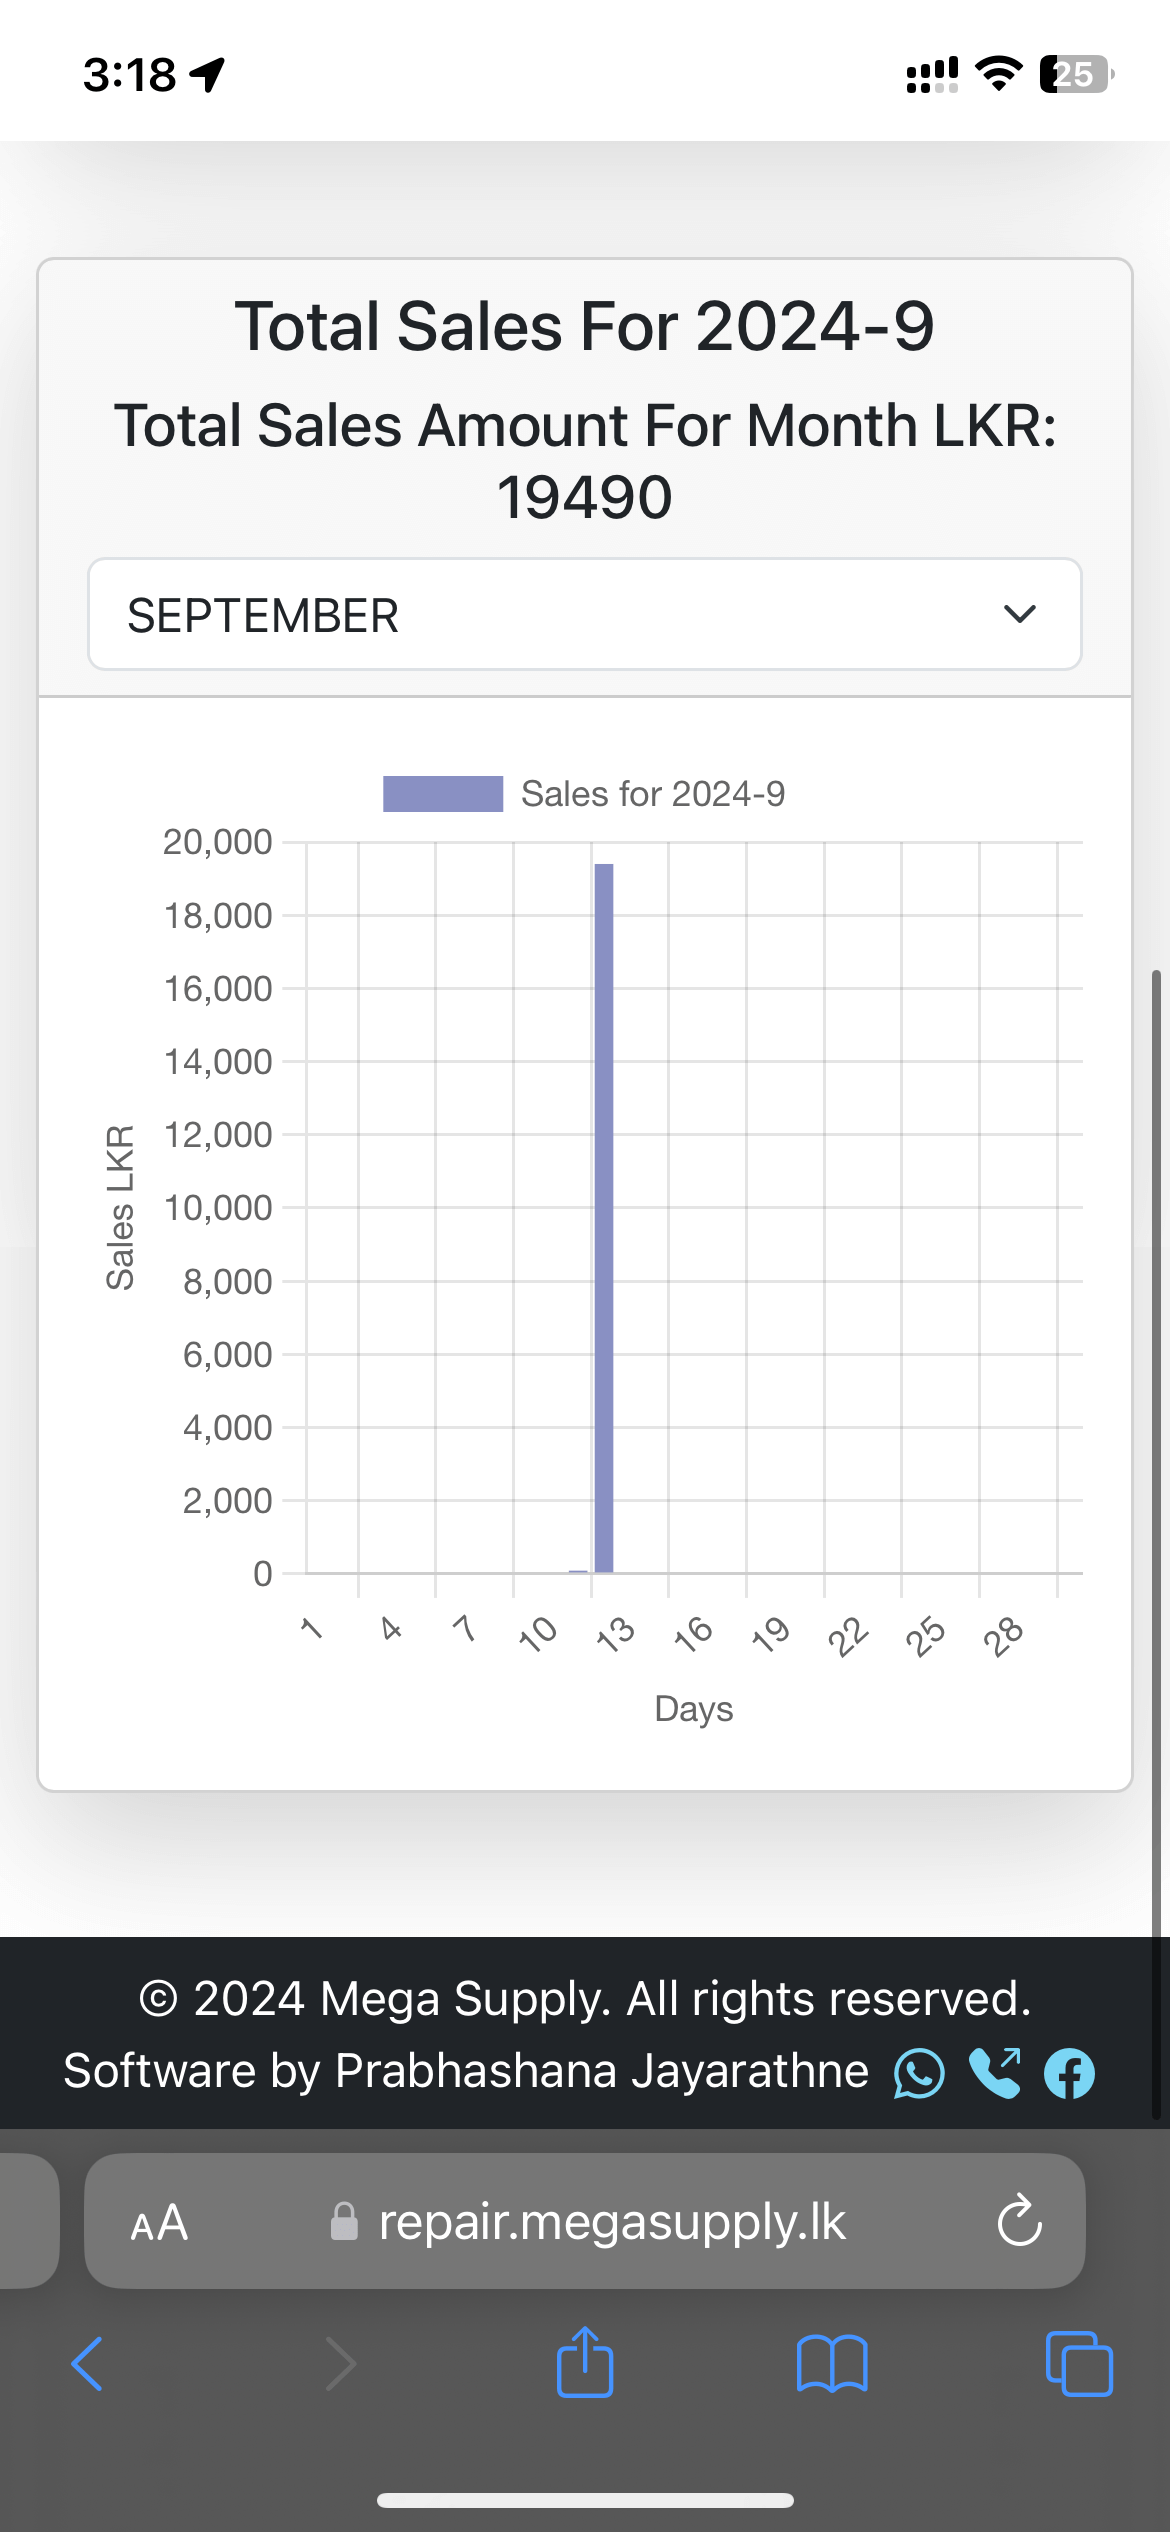 3:18
25
Total Sales For 2024-9
Total Sales Amount For Month LKR:
19490
SEPTEMBER
Sales for 2024-9
20,000
18,000
16,000
14,000
12,000
10,000
8,000
6,000
4,000
2,000
0
Sales LKR
1 4 7 10 13 16 19 22 25 28
Days
© 2024 Mega Supply. All rights reserved.
Software by Prabhashana Jayarathne
AA repair.megasupply.lk